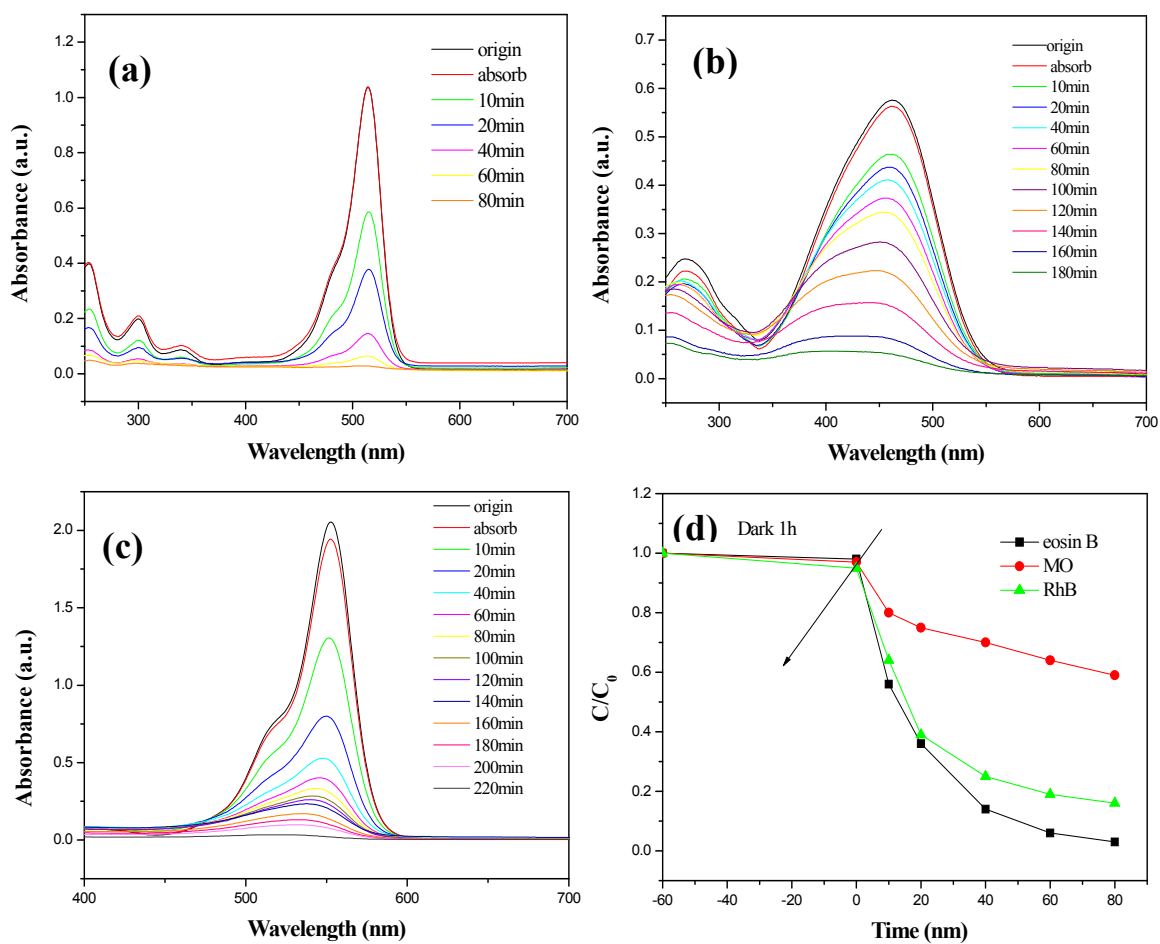 (a)
1.2
1.0
0.8
0.6
0.4
0.2
0.0
Absorbance (a.u.)
origin
absorb
10min
20min
40min
60min
80min
300
400
500
600
700
Wavelength (nm)
(b)
0.7
0.6
0.5
0.4
0.3
0.2
0.1
0.0
Absorbance (a.u.)
origin
absorb
10min
20min
40min
60min
80min
100min
120min
140min
160min
180min
300
400
500
600
700
Wavelength (nm)
(c)
2.0
1.5
1.0
0.5
0.0
Absorbance (a.u.)
origin
absorb
10min
20min
40min
60min
80min
100min
120min
140min
160min
180min
200min
220min
400
500
600
700
Wavelength (nm)
(d)
Dark 1h
1.2
1.0
0.8
0.6
0.4
0.2
0.0
C/C0
eosin B
MO
RhB
-60
-40
-20
0
20
40
60
80
Time (nm)